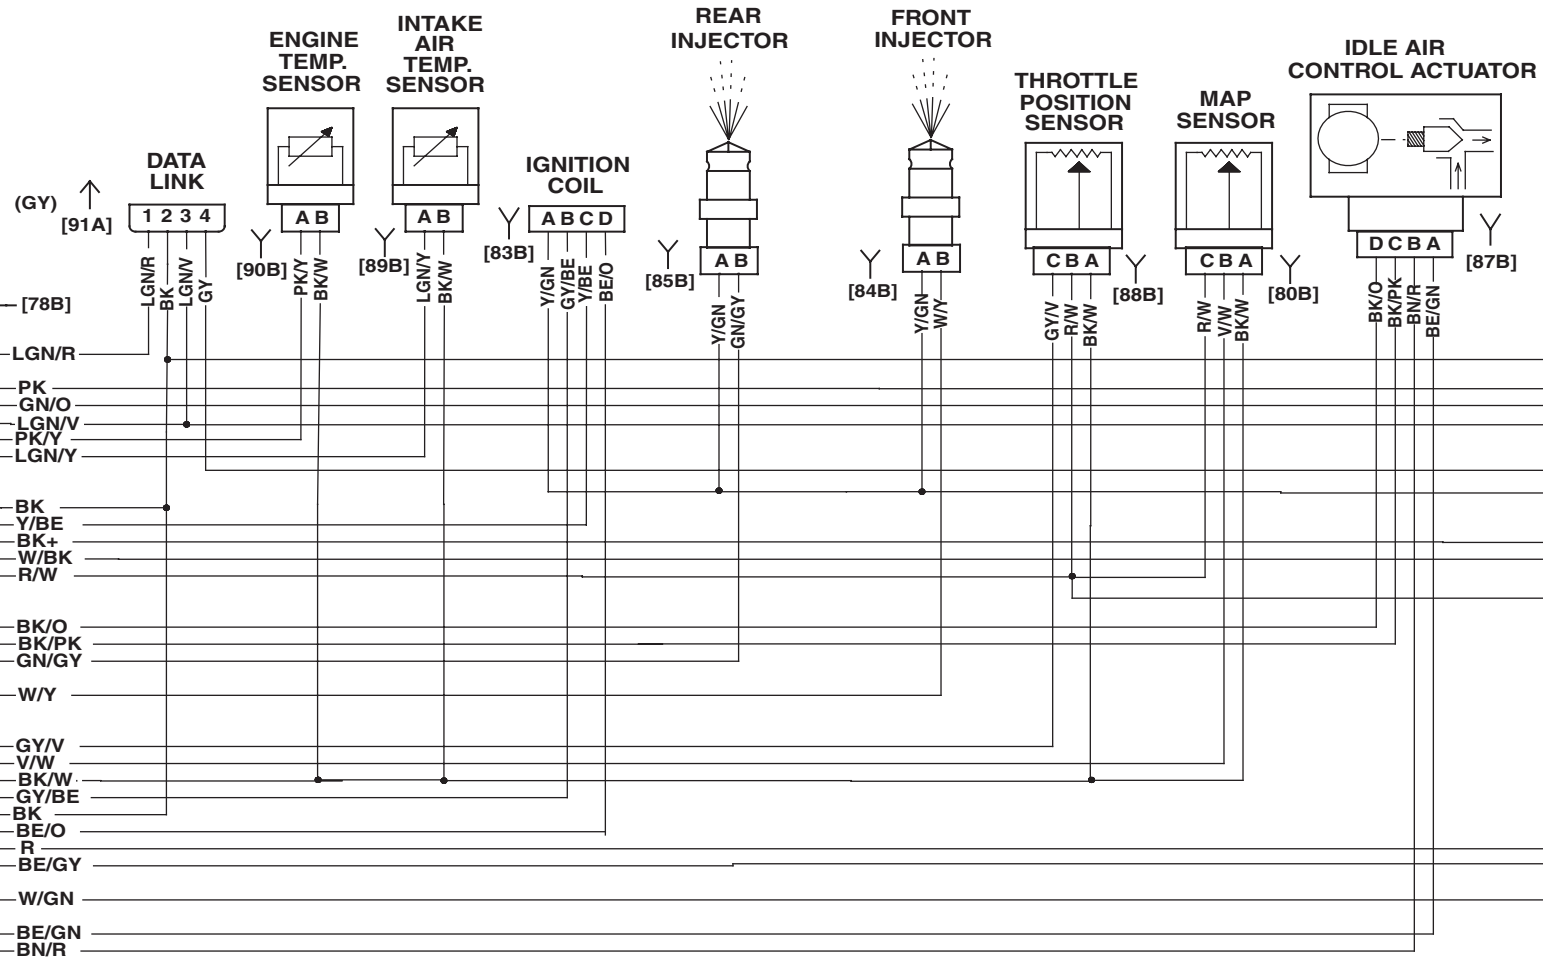 ENGINE
TEMP.
SENSOR
INTAKE
AIR
TEMP.
SENSOR
REAR
INJECTOR
FRONT
INJECTOR
THROTTLE
POSITION
SENSOR
MAP
SENSOR
IDLE AIR
CONTROL ACTUATOR
DATA
LINK
IGNITION
COIL
(GY)
[91A]
1 2 3 4
A B
[90B]
A B
[89B]
A B C D
[83B]
A B
[85B]
A B
[84B]
C B A
[88B]
C B A
[80B]
D C B A
[87B]
[78B]
LGN/R
BK
LGN/V
GY
PK/Y
BK/W
LGN/Y
BK/W
Y/GN
GY/BE
Y/BE
BE/O
Y/GN
GN/GY
Y/GN
W/Y
GY/V
R/W
BK/W
R/W
V/W
BK/W
BK/O
BK/PK
BN/R
BE/GN
LGN/R
PK
GN/O
LGN/V
PK/Y
LGN/Y
BK
Y/BE
BK+
W/BK
R/W
BK/O
BK/PK
GN/GY
W/Y
GY/V
V/W
BK/W
GY/BE
BK
BE/O
R
BE/GY
W/GN
BE/GN
BN/R